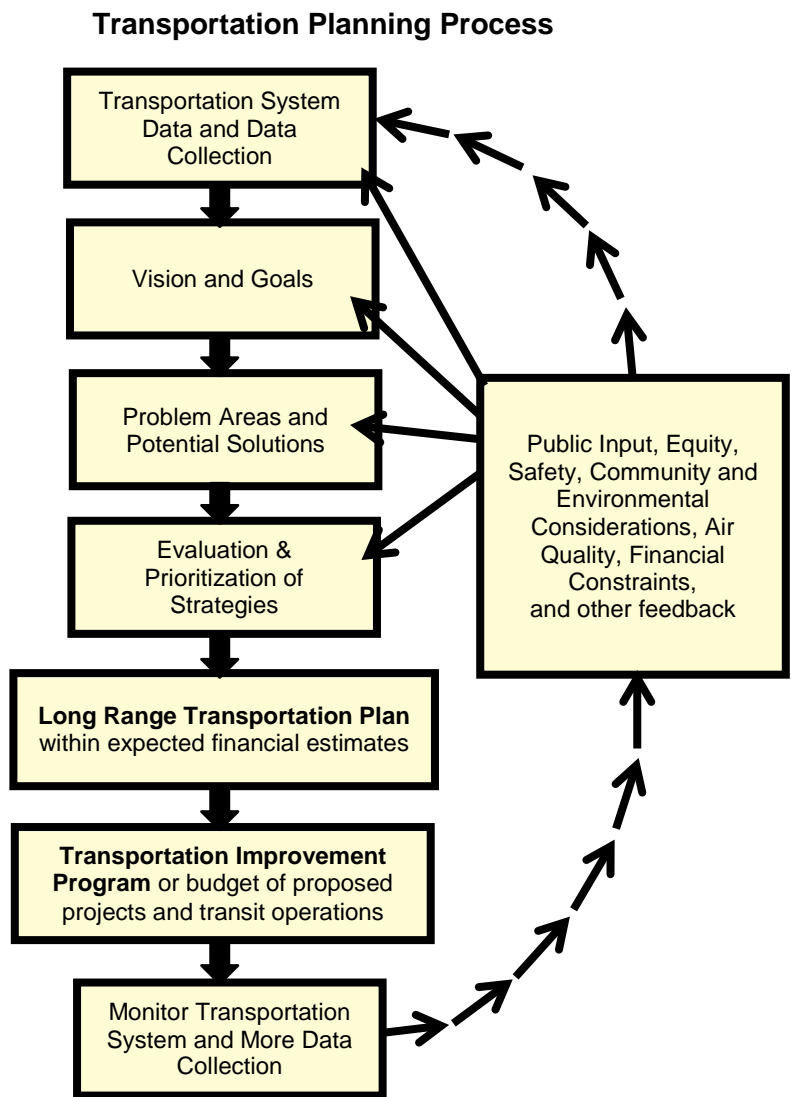 Transportation Planning Process
Transportation System
Data and Data
Collection
Vision and Goals
Problem Areas and
Potential Solutions
Evaluation &
Prioritization of
Strategies
Long Range Transportation Plan
within expected financial estimates
Transportation Improvement
Program or budget of proposed
projects and transit operations
Monitor Transportation
System and More Data
Collection
Public Input, Equity,
Safety, Community and
Environmental
Considerations, Air
Quality, Financial
Constraints,
and other feedback